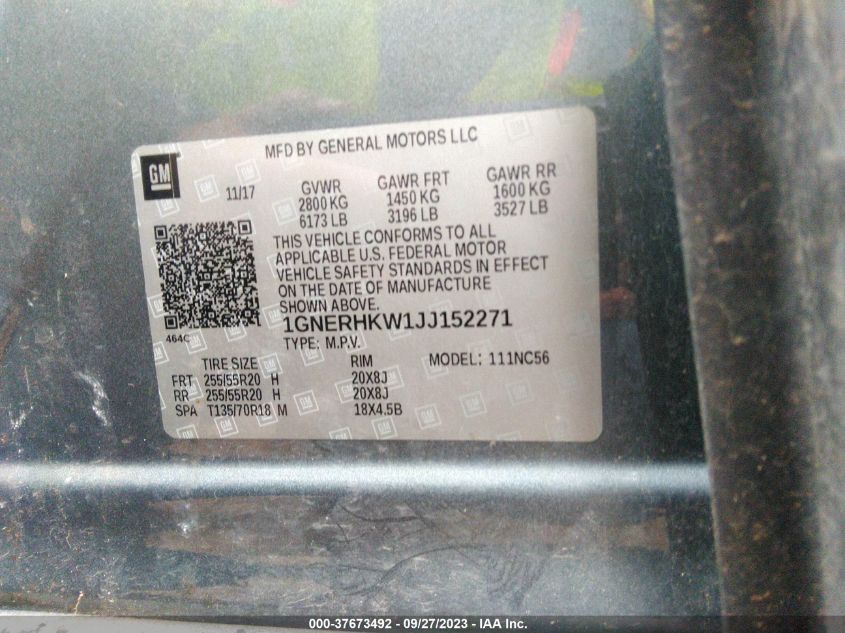 MFD BY GENERAL MOTORS LLC
GM
11/17
GVWR GAWR FRT GAWR RR
2800 KG 1450 KG 1600 KG
6173 LB 3196 LB 3527 LB
THIS VEHICLE CONFORMS TO ALL
APPLICABLE U.S. FEDERAL MOTOR
VEHICLE SAFETY STANDARDS IN EFFECT
ON THE DATE OF MANUFACTURE
SHOWN ABOVE.
464C
1GNERHKW1JJ152271
TYPE: M.P.V.
TIRE SIZE RIM MODEL: 111NC56
FRT 255/55R20 H 20X8J
RR 255/55R20 H 20X8J
SPA T135/70R18 M 18X4.5B
000-37673492 - 09/27/2023 - IAA Inc.